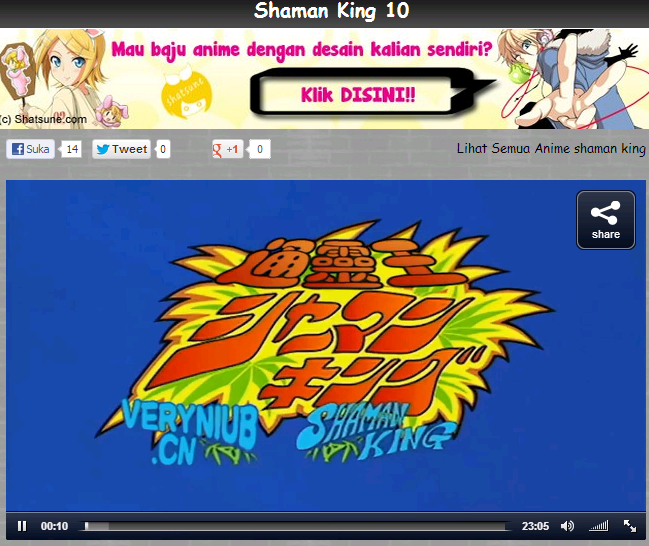 Shaman King 10
Mau baju anime dengan desain kalian sendiri?
shatsune
Klik DISINI!!
(c) Shatsune.com
Suka 14 Tweet 0 +1 0
Lihat Semua Anime shaman king
share
通靈王
シャーマン
キング
VERYNIUB
.CN
SHAMAN
KING
00:10
23:05